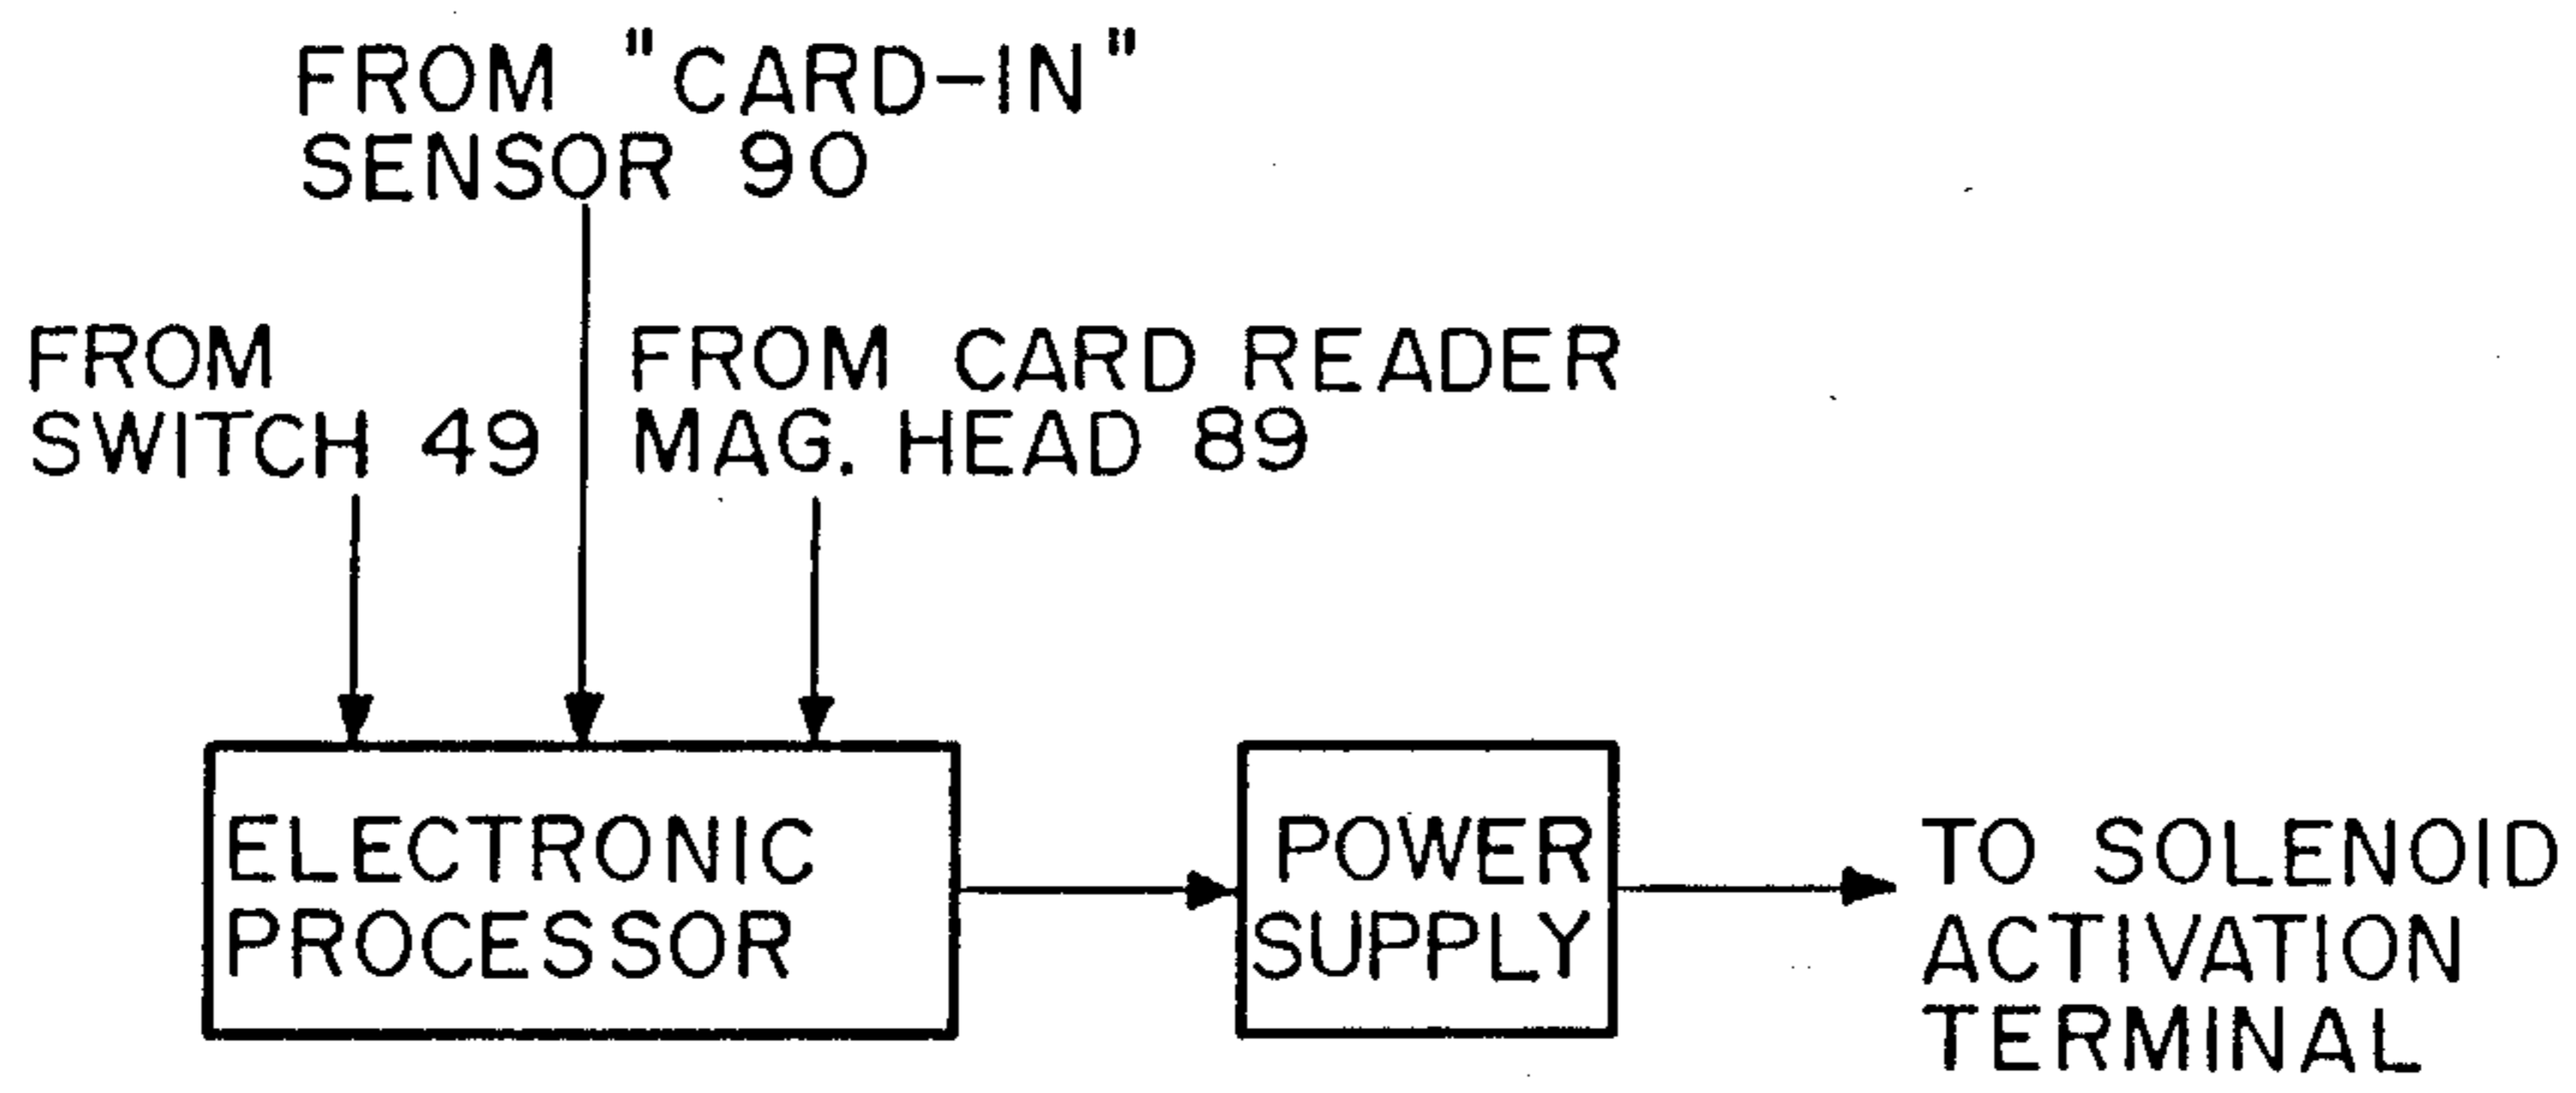 FROM "CARD-IN"
SENSOR 90
FROM
SWITCH 49
FROM CARD READER
MAG. HEAD 89
ELECTRONIC
PROCESSOR
POWER
SUPPLY
TO SOLENOID
ACTIVATION
TERMINAL